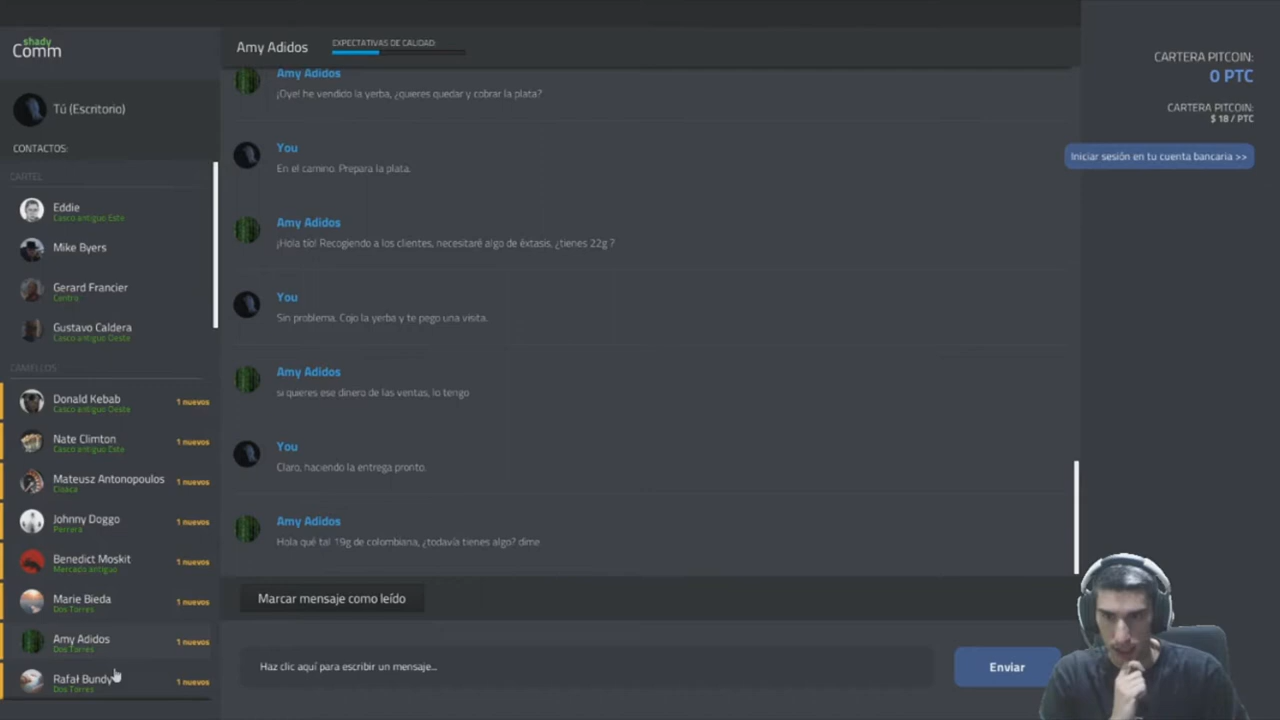 shady
Comm
Tú (Escritorio)
CONTACTOS:
CARTEL
Eddie
Casco antiguo Este
Mike Byers
Gerard Francier
Centro
Gustavo Caldera
Casco antiguo Oeste
CAMELLOS
Donald Kebab
Casco antiguo Oeste
1 nuevos
Nate Climton
Casco antiguo Este
1 nuevos
Mateusz Antonopoulos
Cloaca
1 nuevos
Johnny Doggo
Perrera
1 nuevos
Benedict Moskit
Mercado antiguo
1 nuevos
Marie Bieda
Dos Torres
1 nuevos
Amy Adidos
Dos Torres
1 nuevos
Rafał Bundy
Dos Torres
1 nuevos
Amy Adidos
EXPECTATIVAS DE CALIDAD:
Amy Adidos
¡Oye! he vendido la yerba, ¿quieres quedar y cobrar la plata?
You
En el camino. Prepara la plata.
Amy Adidos
¡Hola tío! Recogiendo a los clientes, necesitaré algo de éxtasis. ¿tienes 22g ?
You
Sin problema. Cojo la yerba y te pego una visita.
Amy Adidos
si quieres ese dinero de las ventas, lo tengo
You
Claro, haciendo la entrega pronto.
Amy Adidos
Hola qué tal 19g de colombiana, ¿todavía tienes algo? dime
Marcar mensaje como leído
Haz clic aquí para escribir un mensaje...
Enviar
CARTERA PITCOIN:
0 PTC
CARTERA PITCOIN:
$ 18 / PTC
Iniciar sesión en tu cuenta bancaria >>